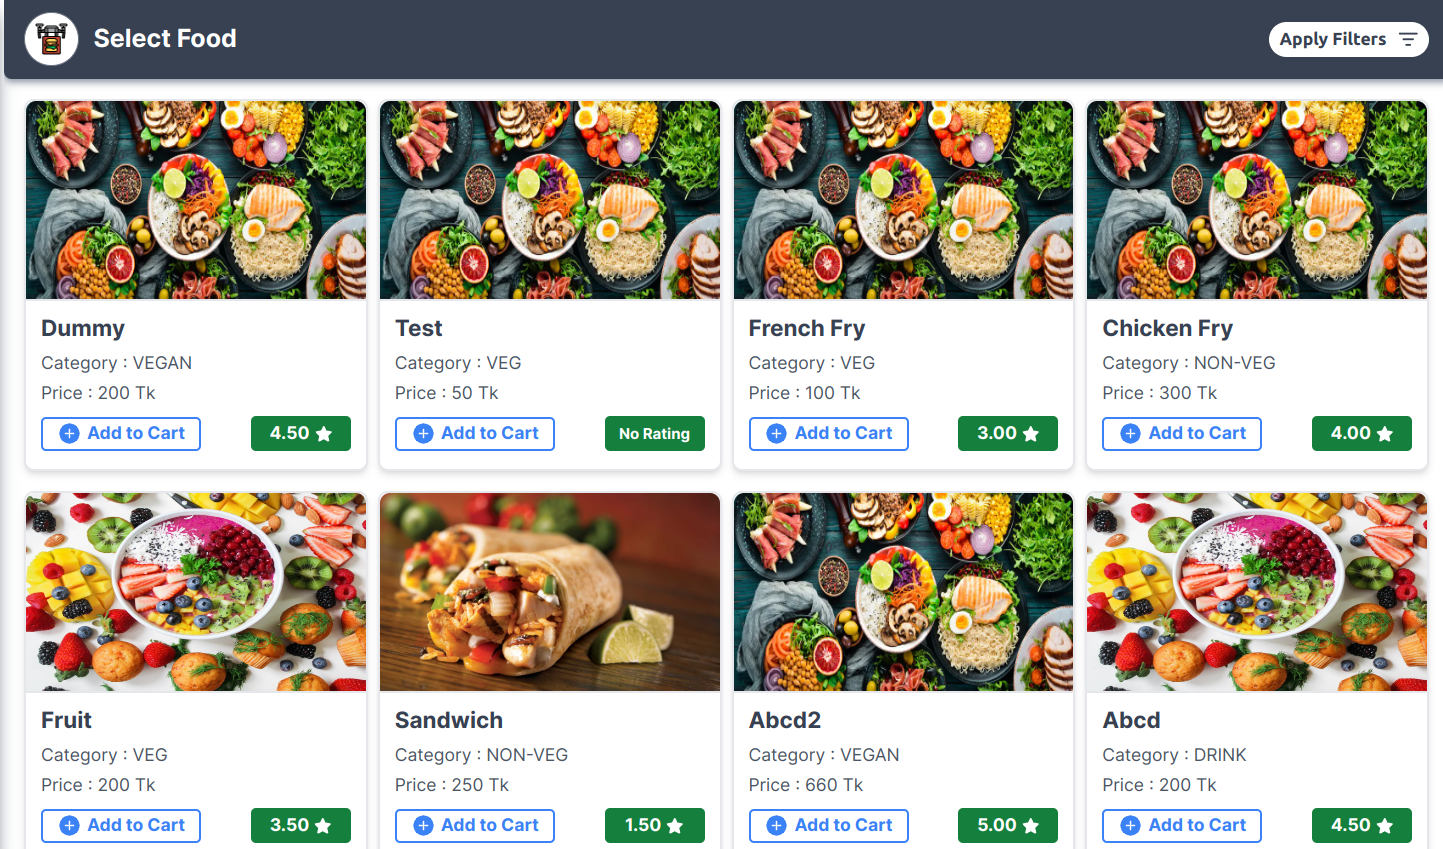 Select Food
Apply Filters
Dummy
Category : VEGAN
Price : 200 Tk
Add to Cart
4.50
Test
Category : VEG
Price : 50 Tk
Add to Cart
No Rating
French Fry
Category : VEG
Price : 100 Tk
Add to Cart
3.00
Chicken Fry
Category : NON-VEG
Price : 300 Tk
Add to Cart
4.00
Fruit
Category : VEG
Price : 200 Tk
Add to Cart
3.50
Sandwich
Category : NON-VEG
Price : 250 Tk
Add to Cart
1.50
Abcd2
Category : VEGAN
Price : 660 Tk
Add to Cart
5.00
Abcd
Category : DRINK
Price : 200 Tk
Add to Cart
4.50